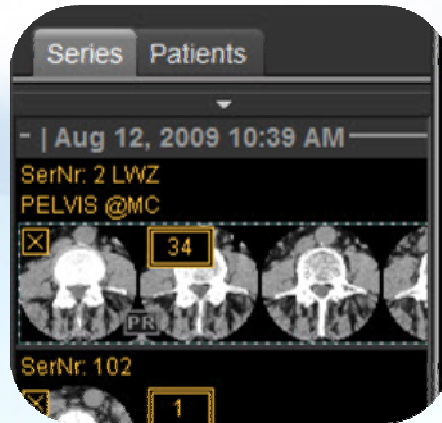 Series Patients
- | Aug 12, 2009 10:39 AM
SerNr: 2 LWZ
PELVIS @MC
34
PR
SerNr: 102
1